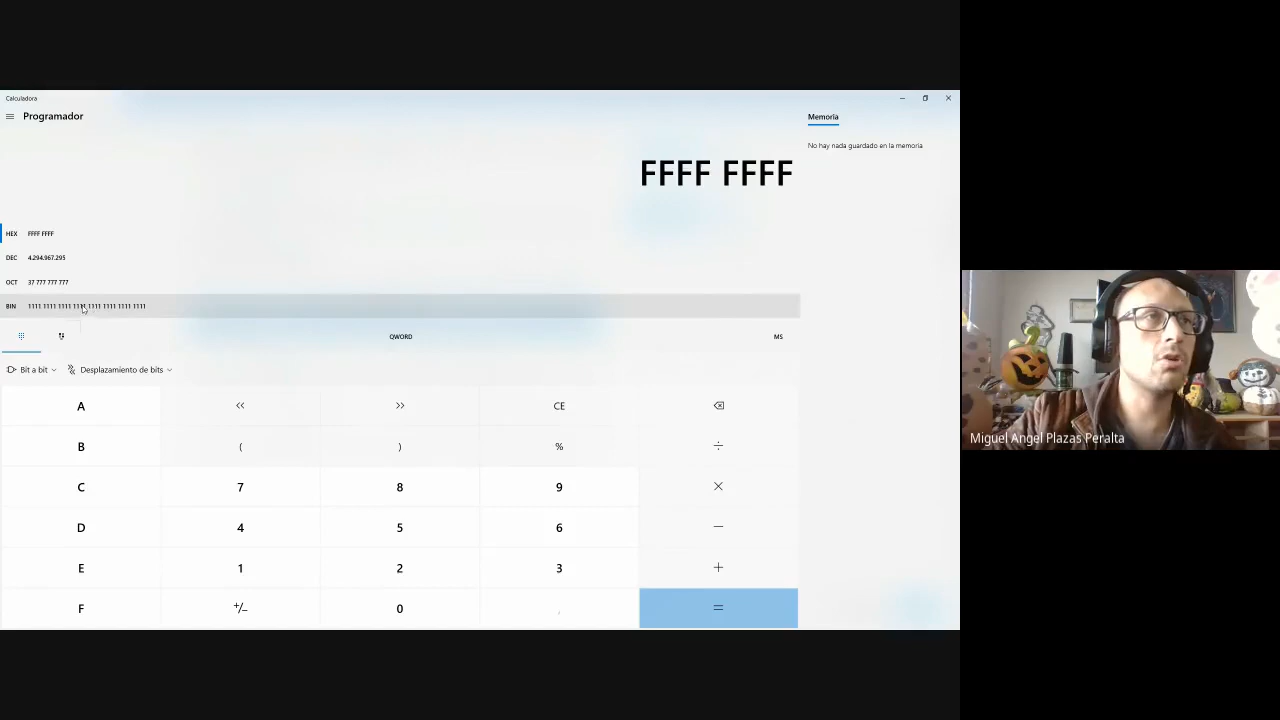 Calculadora
Programador
Memoria
No hay nada guardado en la memoria
FFFF FFFF
HEX FFFF FFFF
DEC 4.294.967.295
OCT 37 777 777 777
BIN 1111 1111 1111 1111 1111 1111 1111 1111
QWORD MS
Bit a bit Desplazamiento de bits
A << >> CE
B ( ) % ÷
C 7 8 9 ×
D 4 5 6 −
E 1 2 3 +
F +/− 0 , =
Miguel Angel Plazas Peralta